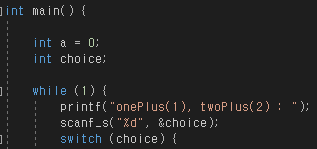 int main() {
int a = 0;
int choice;
while (1) {
printf("onePlus(1), twoPlus(2) : ");
scanf_s("%d", &choice);
switch (choice) {